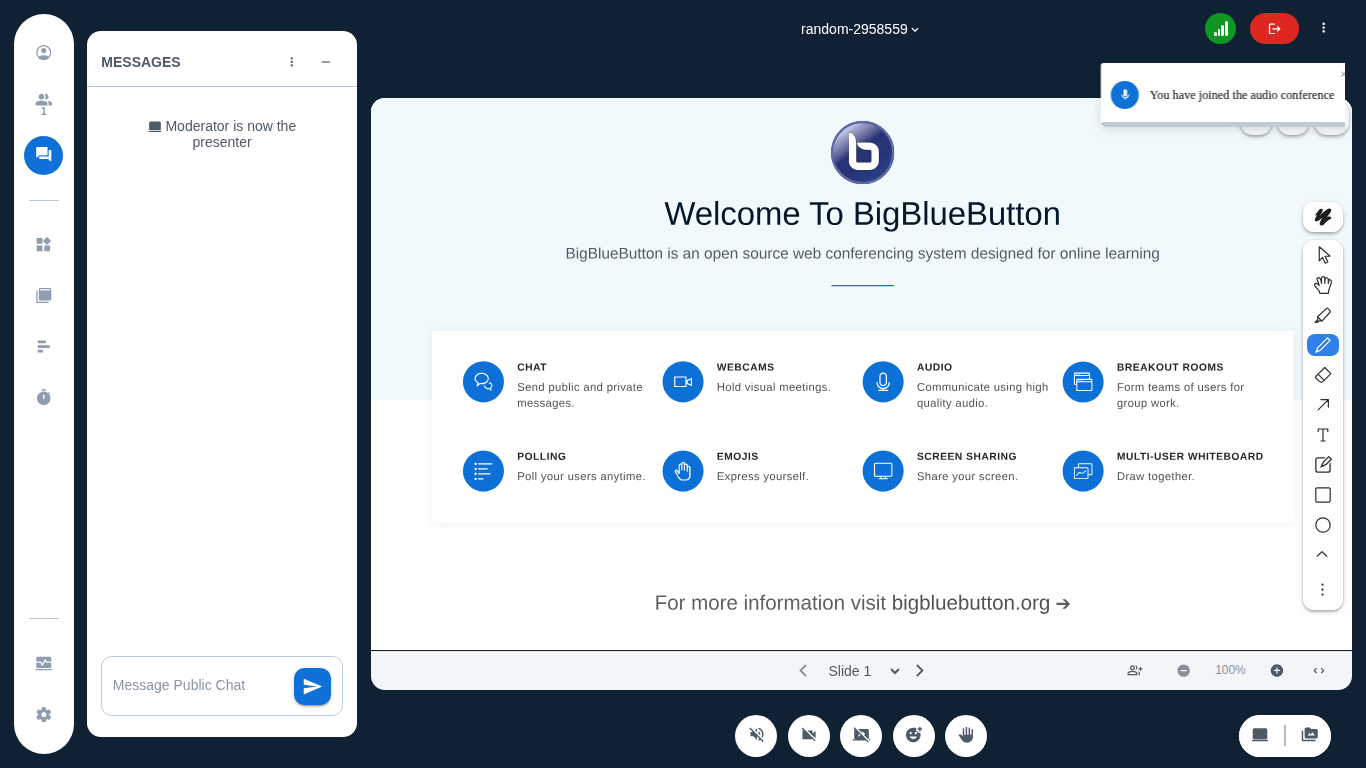 random-2958559
MESSAGES
1
Moderator is now the
presenter
You have joined the audio conference
Welcome To BigBlueButton
BigBlueButton is an open source web conferencing system designed for online learning
CHAT
Send public and private
messages.
WEBCAMS
Hold visual meetings.
AUDIO
Communicate using high
quality audio.
BREAKOUT ROOMS
Form teams of users for
group work.
POLLING
Poll your users anytime.
EMOJIS
Express yourself.
SCREEN SHARING
Share your screen.
MULTI-USER WHITEBOARD
Draw together.
For more information visit bigbluebutton.org ➔
Message Public Chat
Slide 1
100%